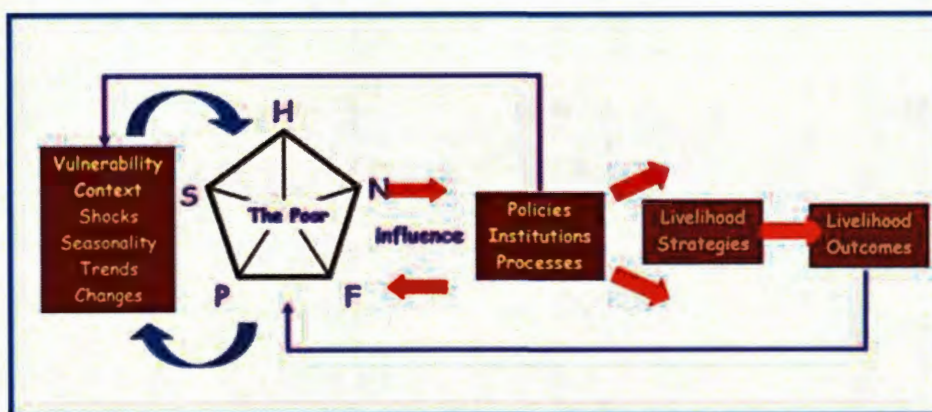 Vulnerability
Context
Shocks
Seasonality
Trends
Changes
H
S
N
The Poor
P
F
influence
Policies
Institutions
Processes
Livelihood
Strategies
Livelihood
Outcomes